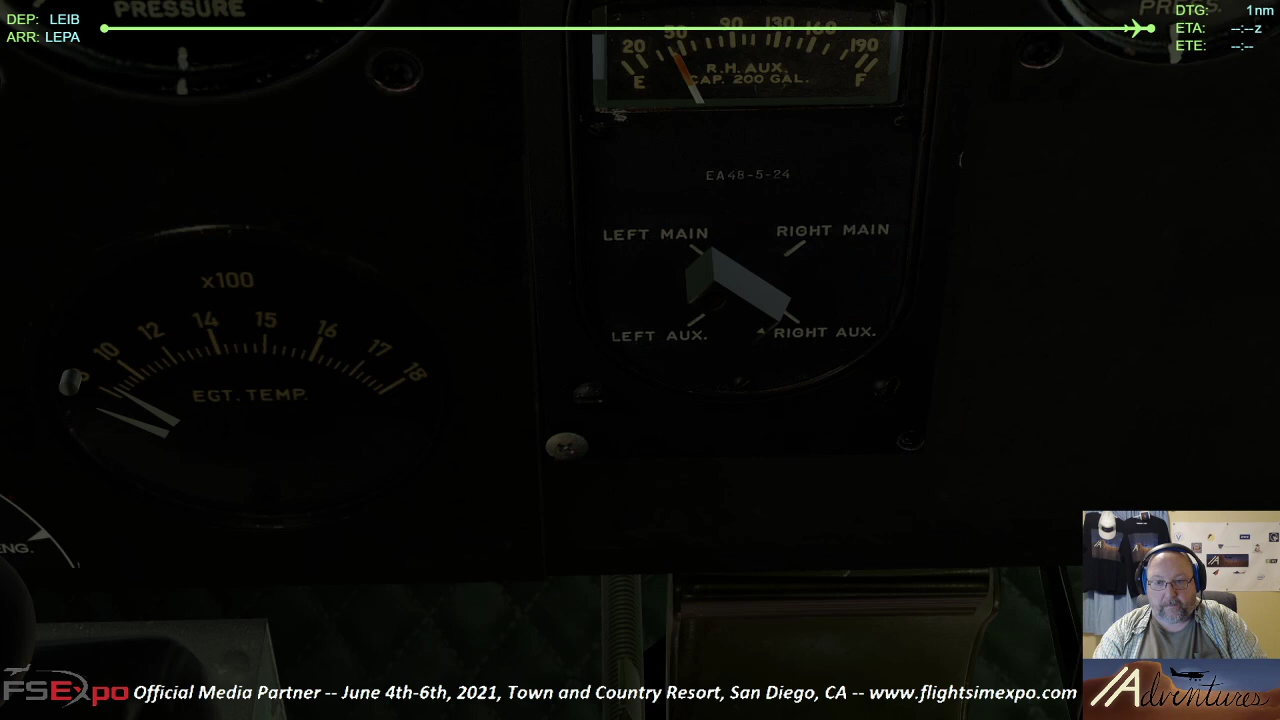 DEP: LEIB
ARR: LEPA
DTG: 1nm
ETA: --:--z
ETE: --:--
PRESSURE
PRESS.
20 50 90 130 160 190
E R.H. AUX. F
CAP. 200 GAL.
EA48-5-24
LEFT MAIN RIGHT MAIN
LEFT AUX. RIGHT AUX.
x100
8 10 12 14 15 16 17 18
EGT. TEMP.
ENG.
FSExpo Official Media Partner -- June 4th-6th, 2021, Town and Country Resort, San Diego, CA -- www.flightsimexpo.com
Adventures